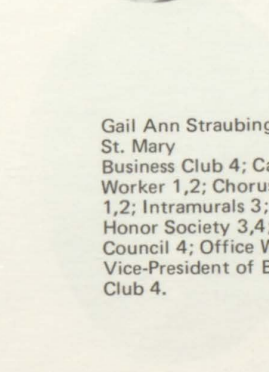 Gail Ann Straubing
St. Mary
Business Club 4;
Worker 1,2;
1,2; Intramurals 3;
Honor Society 3,4;
Council 4; Office
Vice-President of
Club 4.